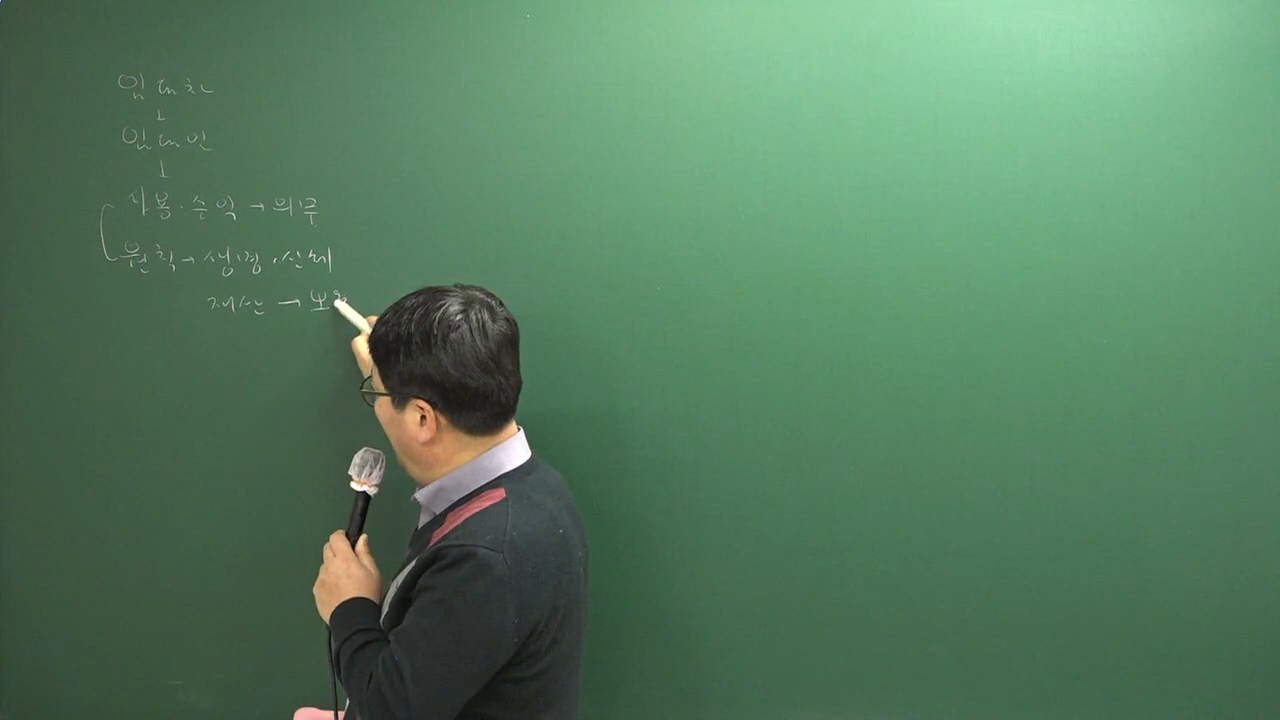 임대차
↓
임대인
↓
사용·수익 → 의무
원칙 → 생명·신체
재산 → 보호